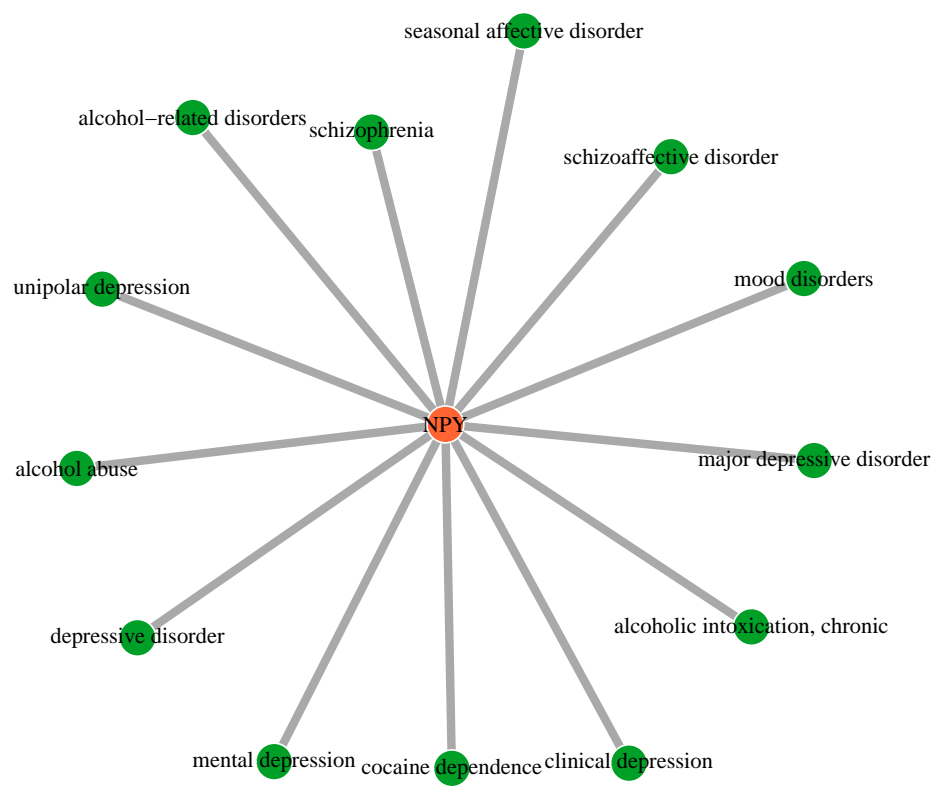 seasonal affective disorder
alcohol−related disorders
schizophrenia
schizoaffective disorder
mood disorders
unipolar depression
NPY
major depressive disorder
alcohol abuse
alcoholic intoxication, chronic
depressive disorder
mental depression
cocaine dependence
clinical depression